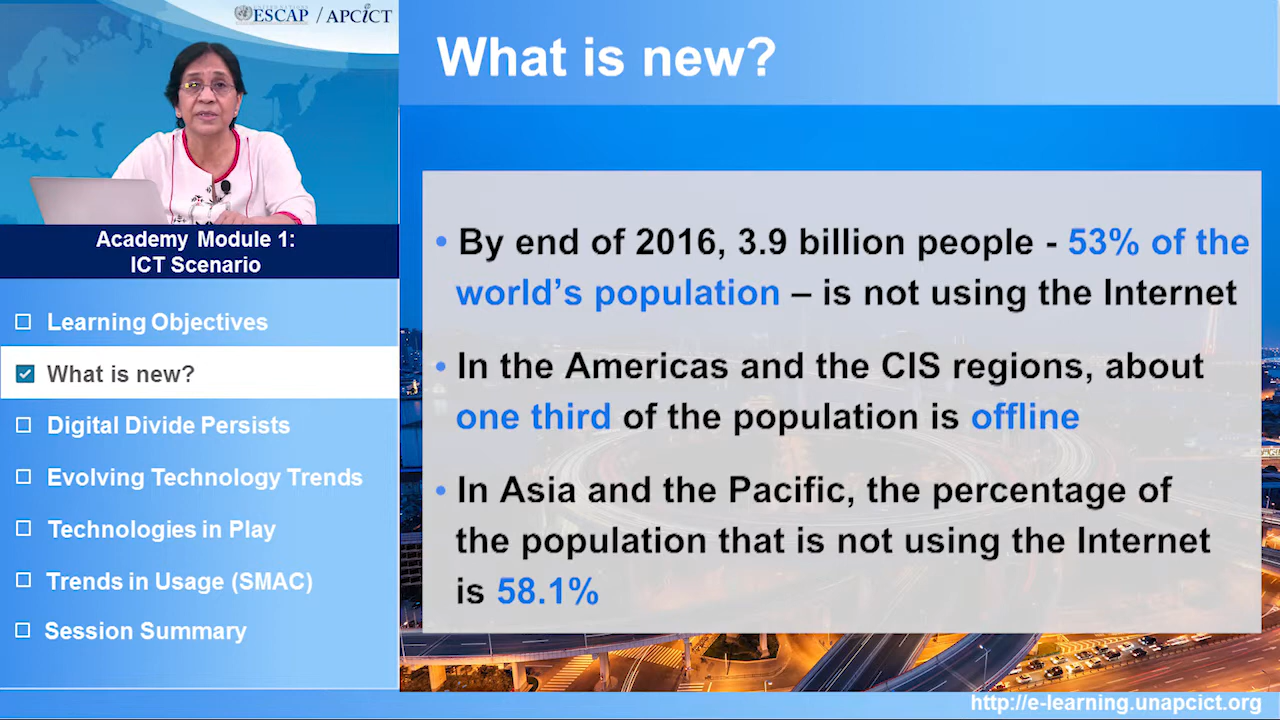 ESCAP / APCICT
What is new?
Academy Module 1:
ICT Scenario
Learning Objectives
What is new?
Digital Divide Persists
Evolving Technology Trends
Technologies in Play
Trends in Usage (SMAC)
Session Summary
• By end of 2016, 3.9 billion people - 53% of the
world's population – is not using the Internet
• In the Americas and the CIS regions, about
one third of the population is offline
• In Asia and the Pacific, the percentage of
the population that is not using the Internet
is 58.1%
http://e-learning.unapcict.org